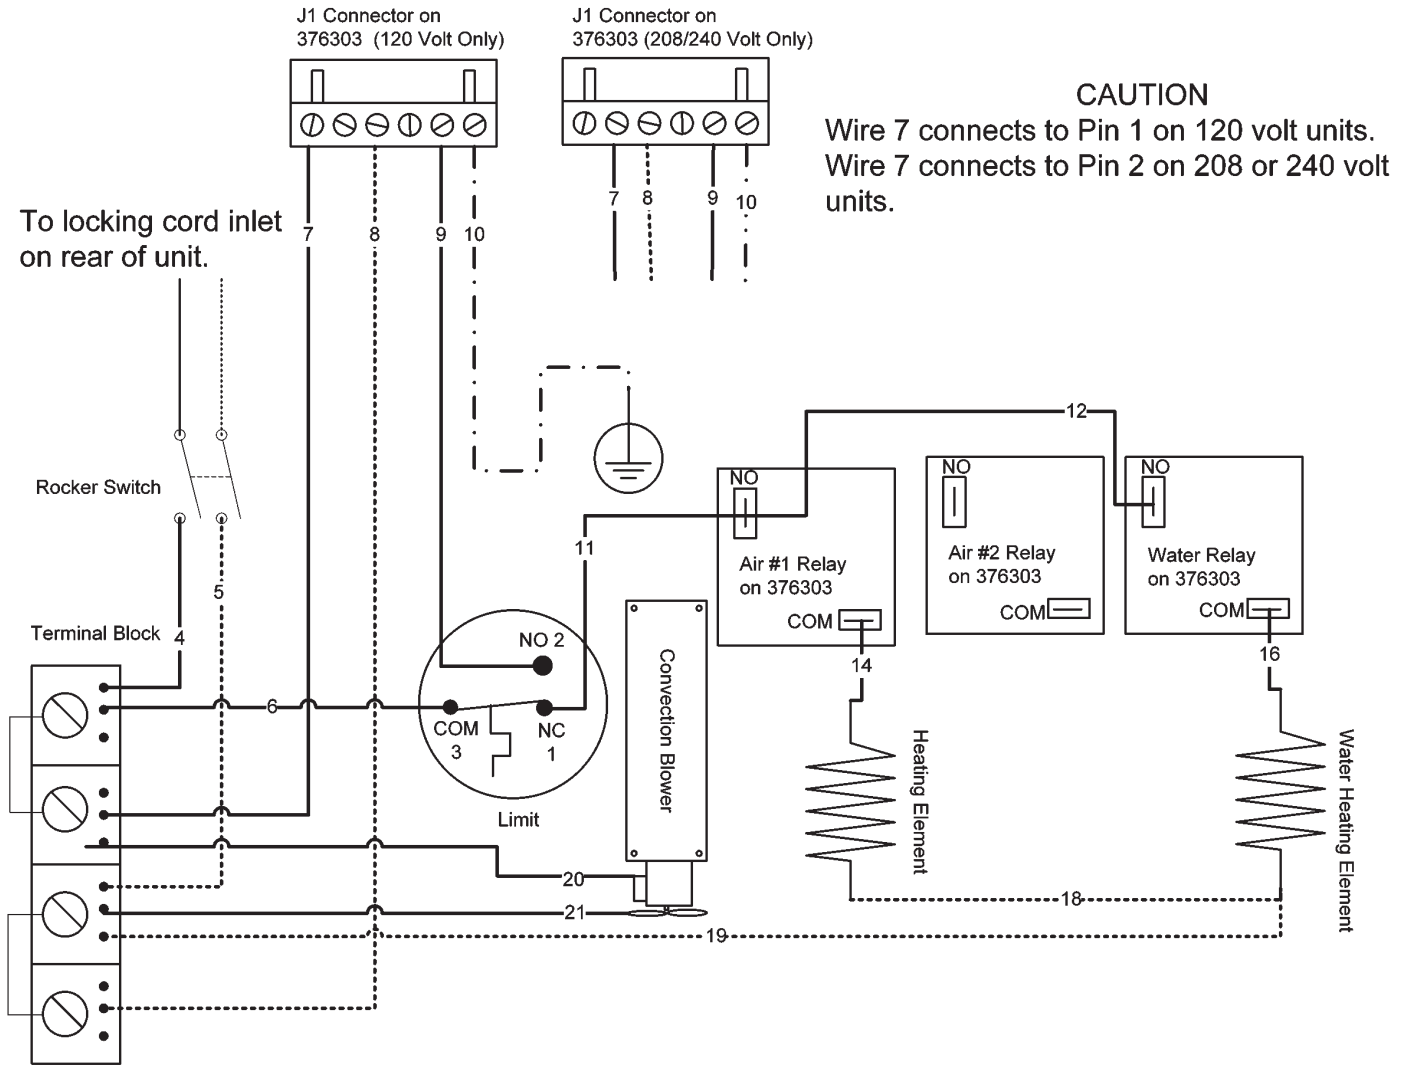 J1 Connector on
376303 (120 Volt Only)
J1 Connector on
376303 (208/240 Volt Only)
CAUTION
Wire 7 connects to Pin 1 on 120 volt units.
Wire 7 connects to Pin 2 on 208 or 240 volt
units.
7
8
9
10
7
8
9
10
To locking cord inlet
on rear of unit.
12
Rocker Switch
NO
NO
NO
11
Air #1 Relay
on 376303
Air #2 Relay
on 376303
Water Relay
on 376303
COM
COM
COM
5
4
Terminal Block
NO 2
14
16
6
COM
3
NC
1
Convection Blower
Heating Element
Water Heating Element
Limit
20
21
18
19